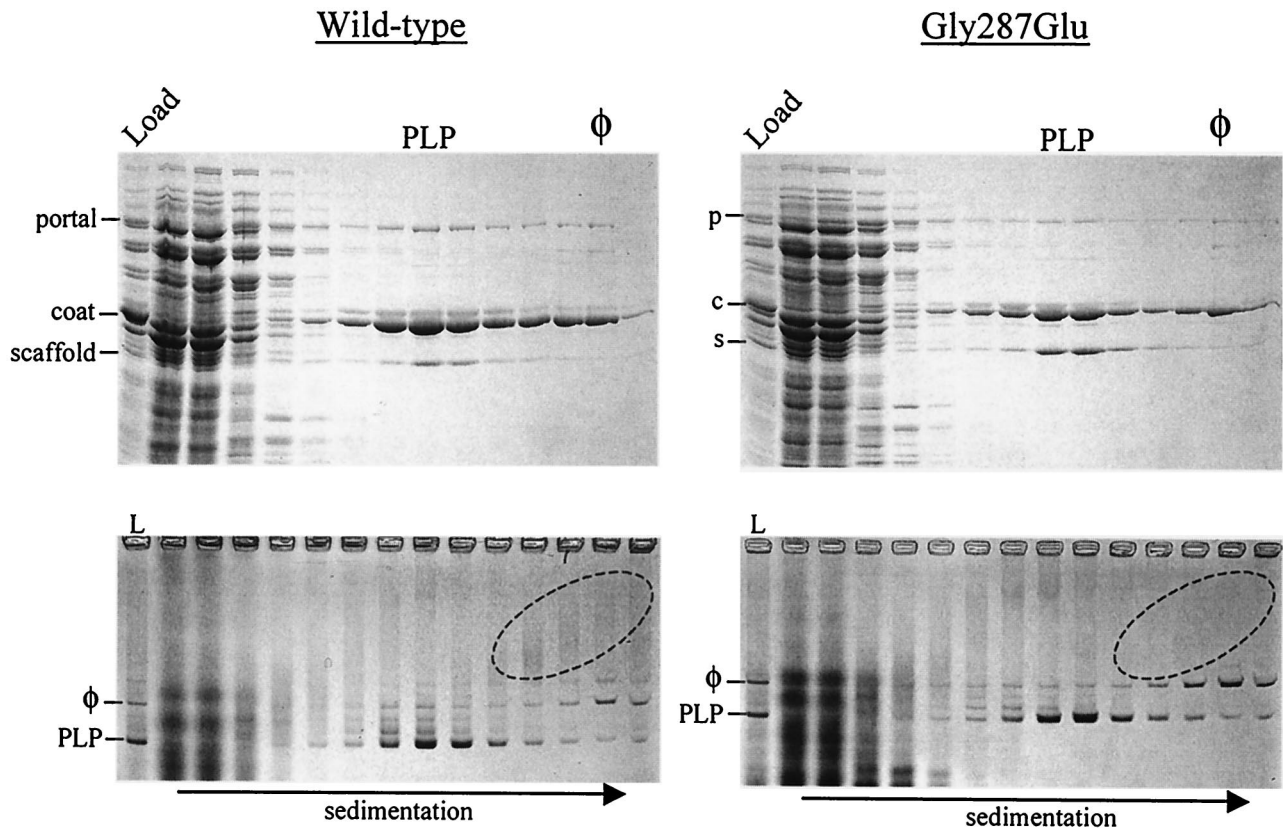 Wild-type
Gly287Glu
Load
PLP
ϕ
Load
PLP
ϕ
portal
coat
scaffold
p
c
s
L
ϕ
PLP
sedimentation
L
ϕ
PLP
sedimentation